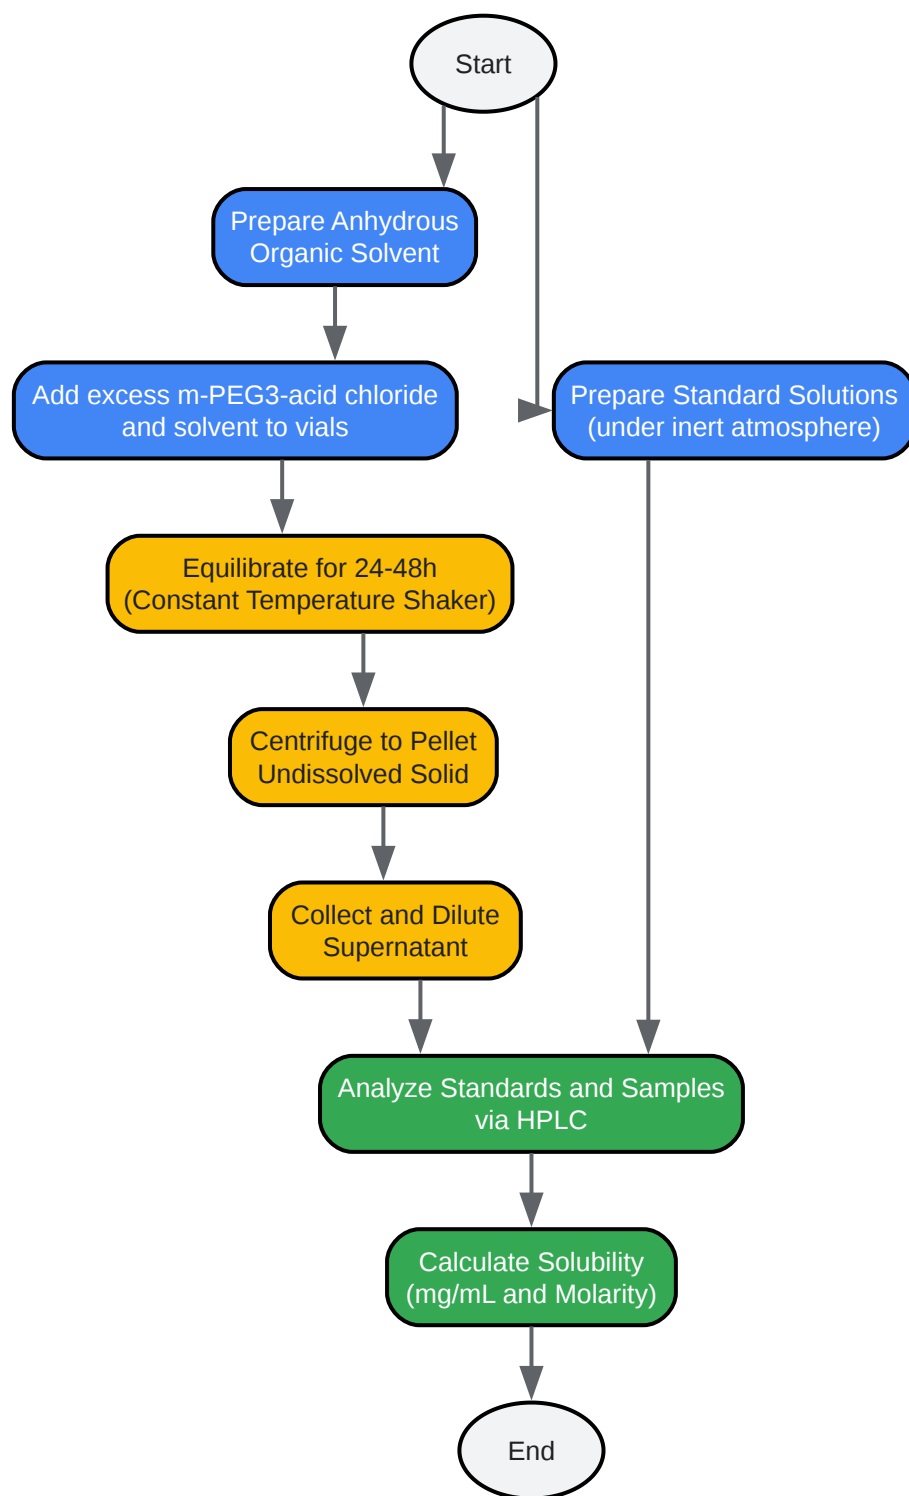 Start
Prepare Anhydrous
Organic Solvent
Add excess m-PEG3-acid chloride
and solvent to vials
Prepare Standard Solutions
(under inert atmosphere)
Equilibrate for 24-48h
(Constant Temperature Shaker)
Centrifuge to Pellet
Undissolved Solid
Collect and Dilute
Supernatant
Analyze Standards and Samples
via HPLC
Calculate Solubility
(mg/mL and Molarity)
End